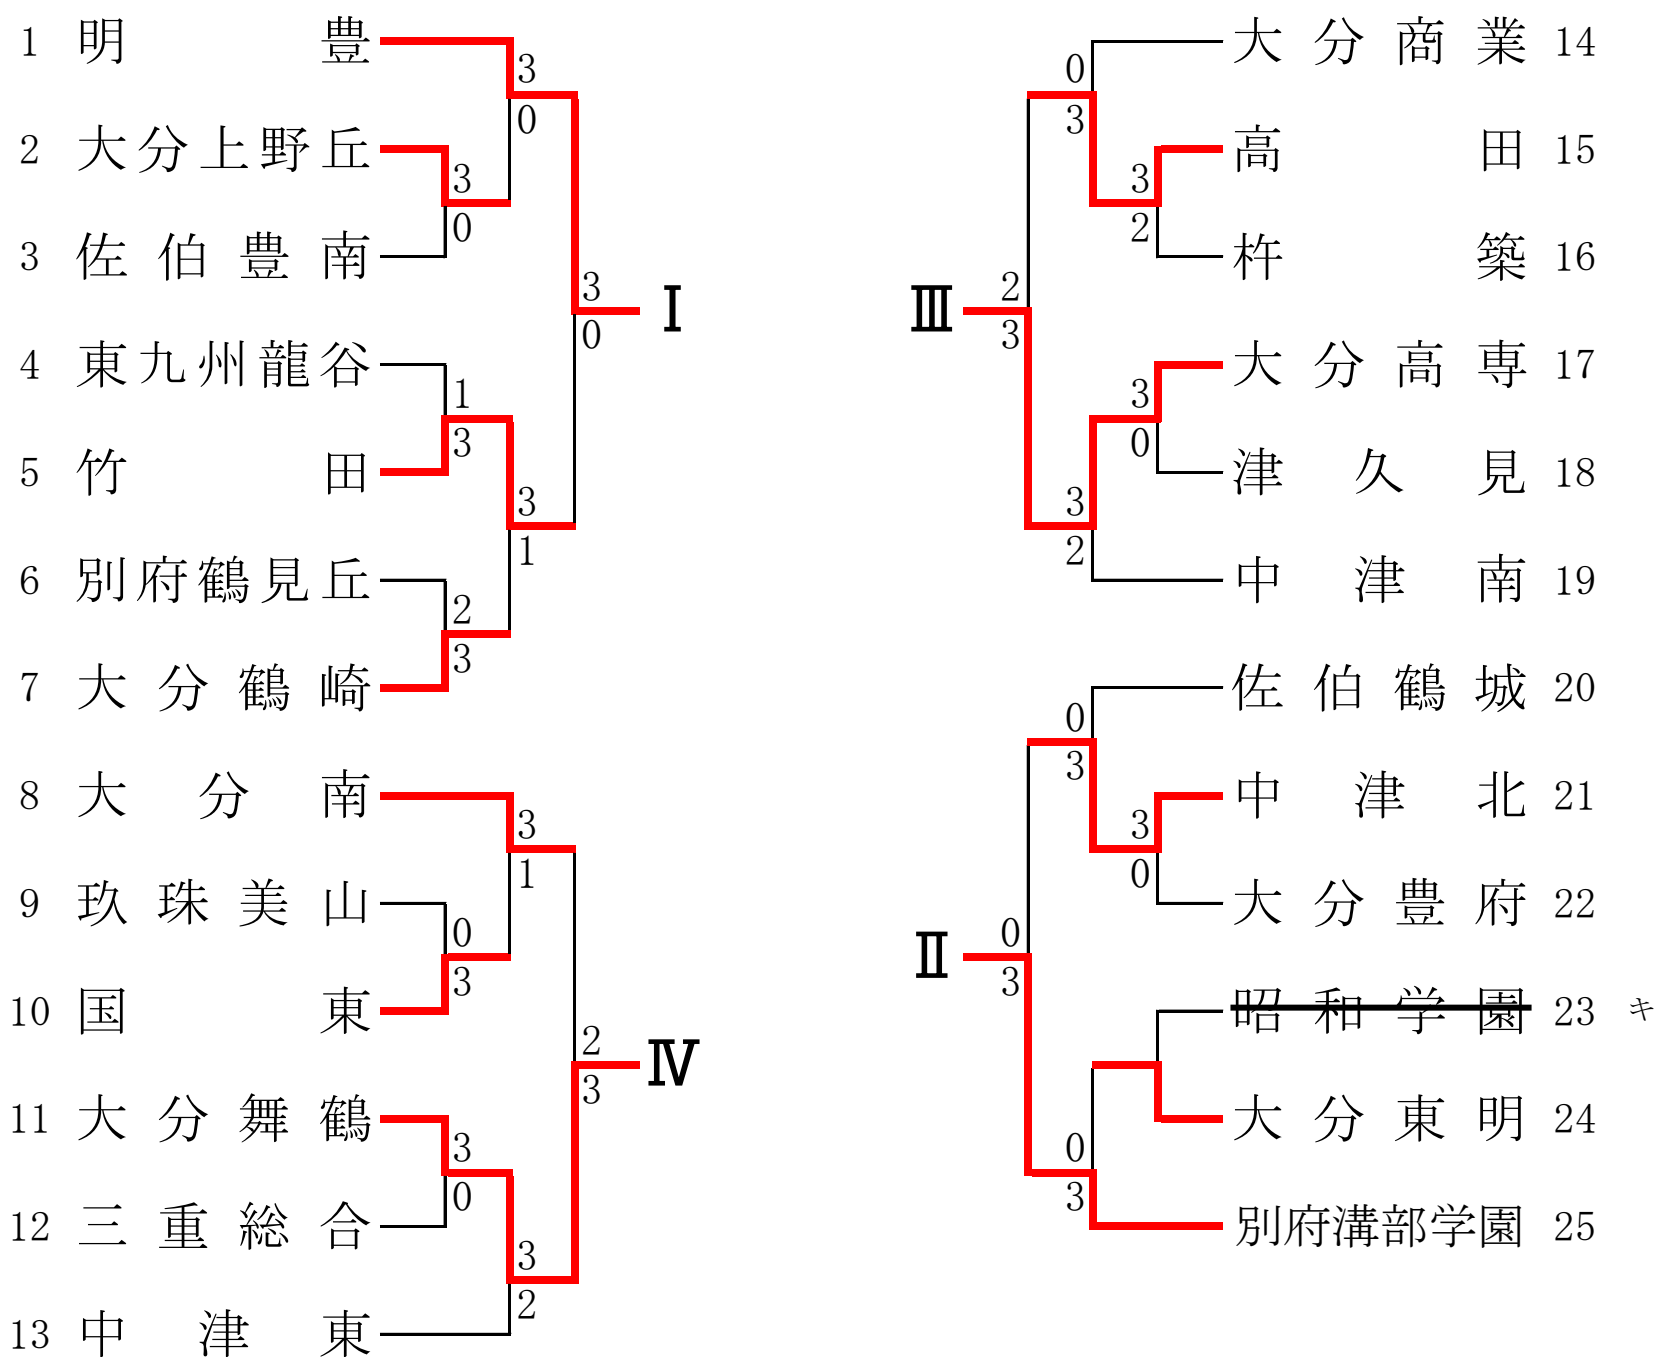 1 明豊
2 大分上野丘
3 佐伯豊南
4 東九州龍谷
5 竹田
6 別府鶴見丘
7 大分鶴崎
3
0
3
0
1
3
2
3
3
1
3
0
Ⅰ
8 大分南
9 玖珠美山
10 国東
11 大分舞鶴
12 三重総合
13 中津東
3
1
0
3
3
0
3
2
2
3
Ⅳ
大分商業 14
高田 15
杵築 16
大分高専 17
津久見 18
中津南 19
0
3
3
2
3
0
3
2
2
3
Ⅲ
佐伯鶴城 20
中津北 21
大分豊府 22
昭和学園 23 キ
大分東明 24
別府溝部学園 25
0
3
3
0
0
3
0
3
Ⅱ